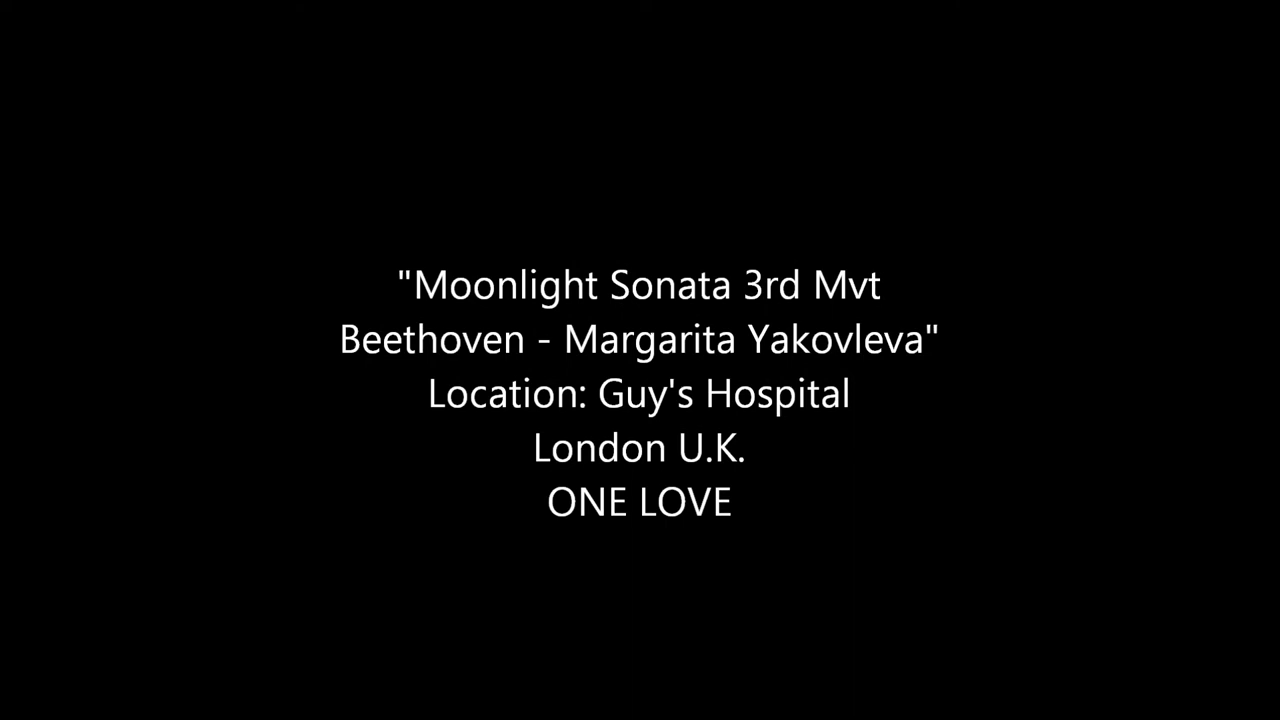 "Moonlight Sonata 3rd Mvt
Beethoven - Margarita Yakovleva"
Location: Guy's Hospital
London U.K.
ONE LOVE